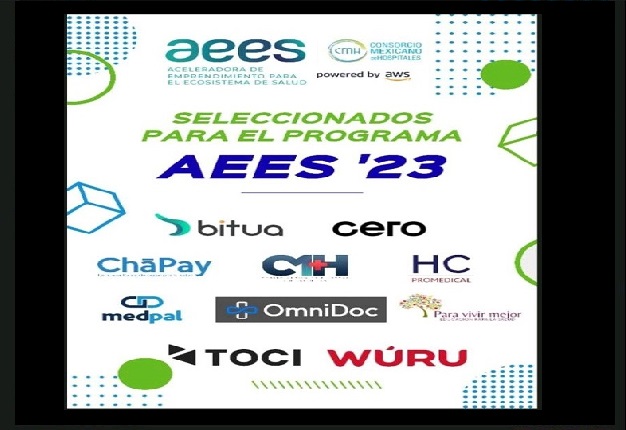 aees
ACELERADORA DE
EMPRENDIMIENTO PARA
EL ECOSISTEMA DE SALUD
CMH CONSORCIO
MEXICANO
DE HOSPITALES
powered by aws
SELECCIONADOS
PARA EL PROGRAMA
AEES '23
bitua cero
ChāPay CMH HC
PROMEDICAL
medpal OmniDoc Para vivir mejor
TOCI WÚRU